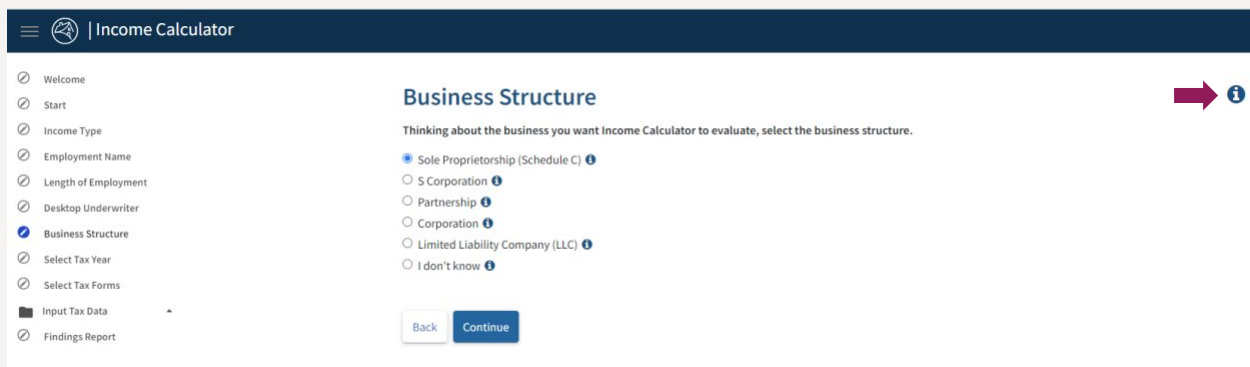 | Income Calculator
Welcome
Start
Income Type
Employment Name
Length of Employment
Desktop Underwriter
Business Structure
Select Tax Year
Select Tax Forms
Input Tax Data
Findings Report
Business Structure
Thinking about the business you want Income Calculator to evaluate, select the business structure.
Sole Proprietorship (Schedule C)
S Corporation
Partnership
Corporation
Limited Liability Company (LLC)
I don't know
Back Continue